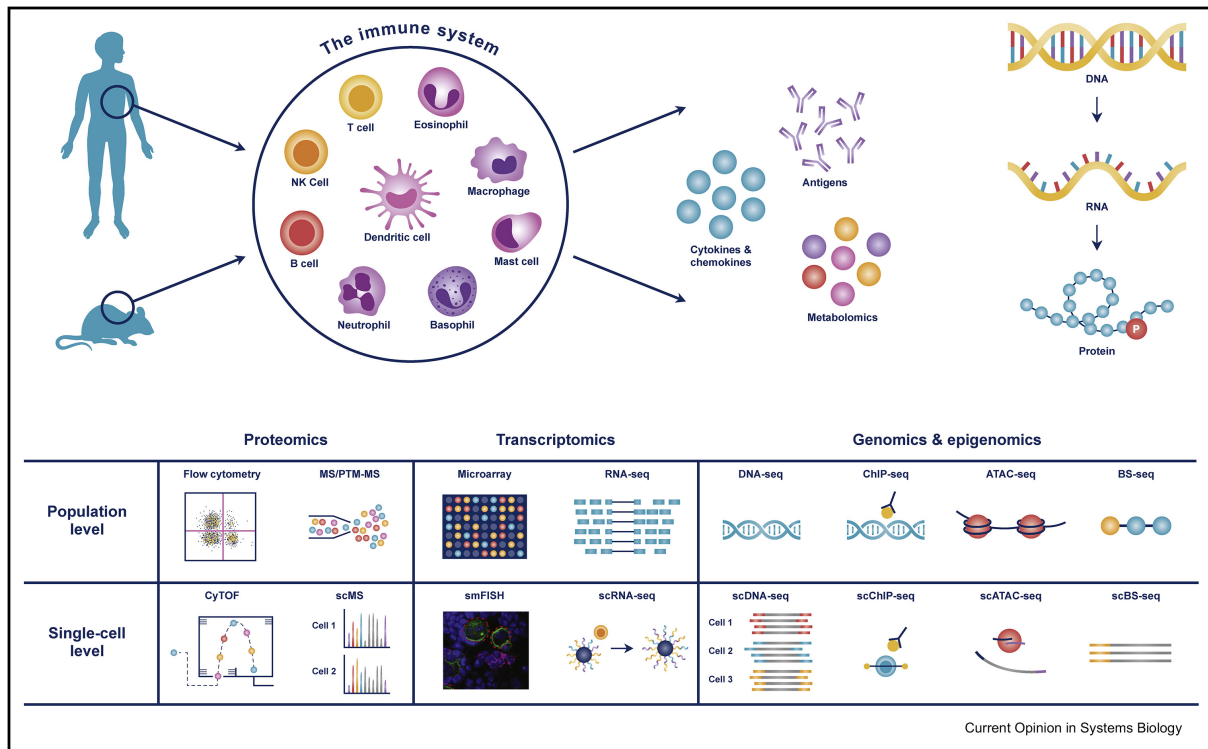 The immune system
T cell
Eosinophil
NK Cell
Macrophage
Dendritic cell
B cell
Mast cell
Neutrophil
Basophil
Antigens
Cytokines &
chemokines
Metabolomics
DNA
RNA
P
Protein
Proteomics
Transcriptomics
Genomics & epigenomics
Population
level
Flow cytometry
MS/PTM-MS
Microarray
RNA-seq
DNA-seq
ChIP-seq
ATAC-seq
BS-seq
Single-cell
level
CyTOF
scMS
Cell 1
Cell 2
smFISH
scRNA-seq
scDNA-seq
Cell 1
Cell 2
Cell 3
scChIP-seq
scATAC-seq
scBS-seq
Current Opinion in Systems Biology